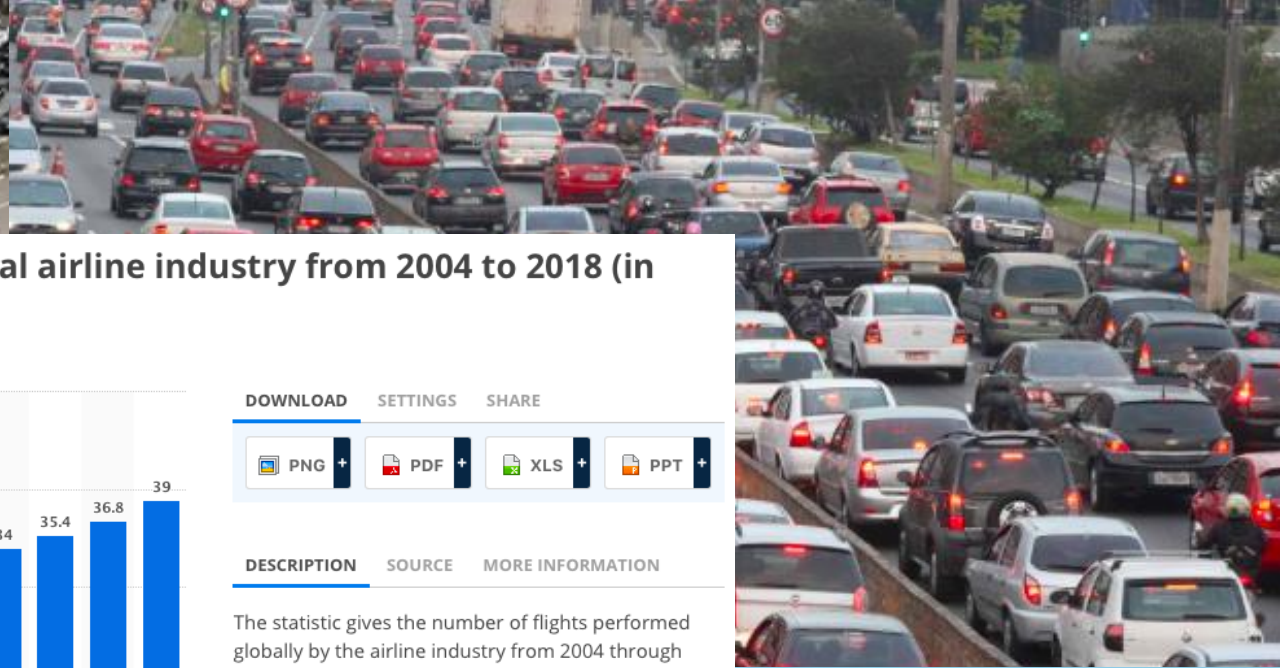 al airline industry from 2004 to 2018 (in
DOWNLOAD SETTINGS SHARE
PNG + PDF + XLS + PPT +
39
36.8
35.4
34
DESCRIPTION SOURCE MORE INFORMATION
The statistic gives the number of flights performed
globally by the airline industry from 2004 through